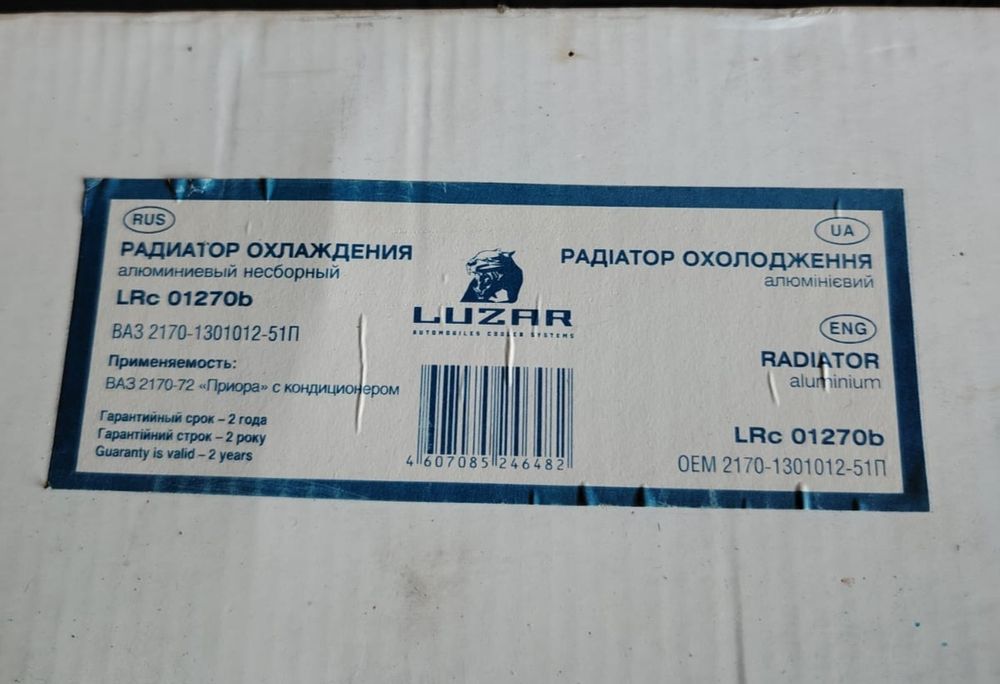 RUS
РАДИАТОР ОХЛАЖДЕНИЯ
алюминиевый несборный
LRc 01270b
ВАЗ 2170-1301012-51П
Применяемость:
ВАЗ 2170-72 «Приора» с кондиционером
Гарантийный срок – 2 года
Гарантійний строк – 2 року
Guaranty is valid – 2 years
LUZAR
AUTOMOBILES COOLER SYSTEMS
4 607085 246482
UA
РАДІАТОР ОХОЛОДЖЕННЯ
алюмінієвий
ENG
RADIATOR
aluminium
LRc 01270b
OEM 2170-1301012-51П